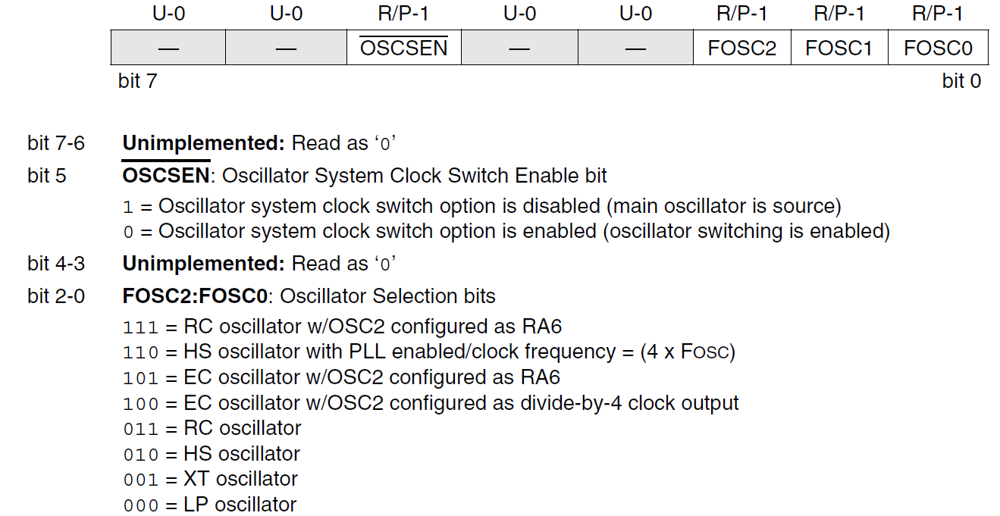 U-0 U-0 R/P-1 U-0 U-0 R/P-1 R/P-1 R/P-1
— — OSCSEN — — FOSC2 FOSC1 FOSC0
bit 7 bit 0
bit 7-6 Unimplemented: Read as ‘0’
bit 5 OSCSEN: Oscillator System Clock Switch Enable bit
1 = Oscillator system clock switch option is disabled (main oscillator is source)
0 = Oscillator system clock switch option is enabled (oscillator switching is enabled)
bit 4-3 Unimplemented: Read as ‘0’
bit 2-0 FOSC2:FOSC0: Oscillator Selection bits
111 = RC oscillator w/OSC2 configured as RA6
110 = HS oscillator with PLL enabled/clock frequency = (4 x FOSC)
101 = EC oscillator w/OSC2 configured as RA6
100 = EC oscillator w/OSC2 configured as divide-by-4 clock output
011 = RC oscillator
010 = HS oscillator
001 = XT oscillator
000 = LP oscillator